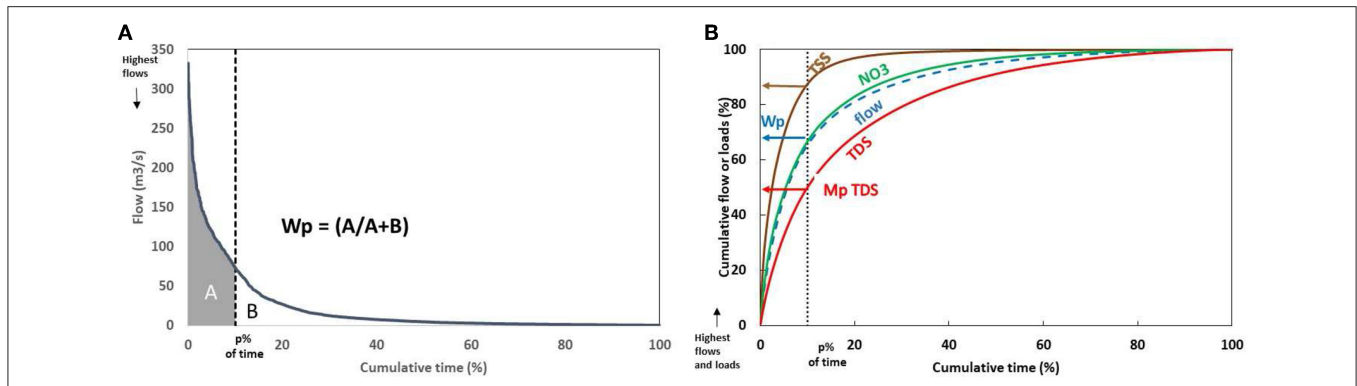 A
Highest
flows
350
300
250
200
150
100
50
0
Flow (m3/s)
Wp = (A/A+B)
A
B
0
p%
of time
20
40
60
80
100
Cumulative time (%)
B
100
80
60
40
20
0
Cumulative flow or loads (%)
TSS
NO3
flow
TDS
Wp
Mp TDS
Highest
flows
and loads
0
p%
of time
20
40
60
80
100
Cumulative time (%)